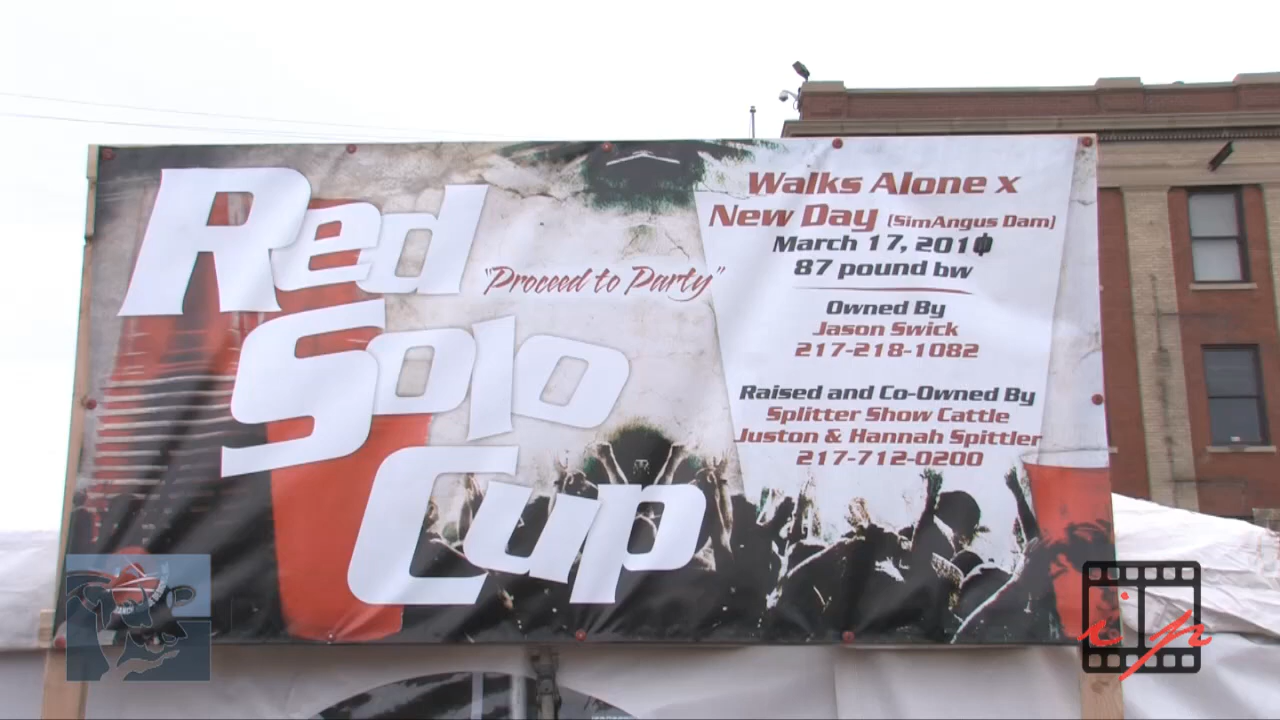 Red
Solo
Cup
"Proceed to Party"
Walks Alone x
New Day (SimAngus Dam)
March 17, 2010
87 pound bw
Owned By
Jason Swick
217-218-1082
Raised and Co-Owned By
Splitter Show Cattle
Juston & Hannah Spittler
217-712-0200
ip